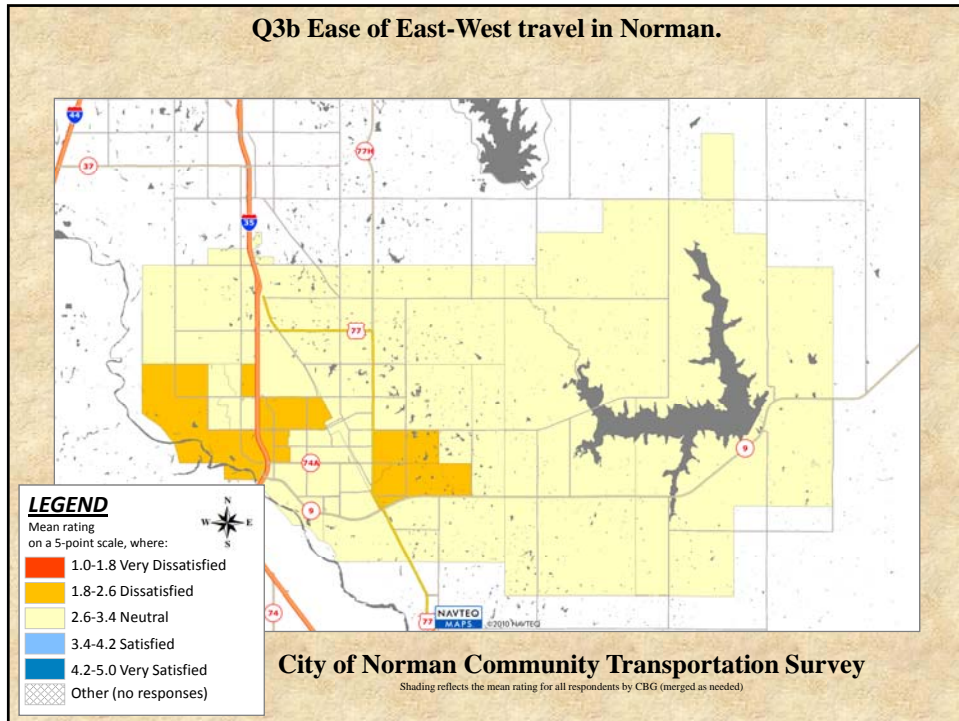 Q3b Ease of East-West travel in Norman.
44
37
77H
35
77
74A
9
9
LEGEND
Mean rating
on a 5-point scale, where:
N
W E
S
1.0-1.8 Very Dissatisfied
1.8-2.6 Dissatisfied
2.6-3.4 Neutral
3.4-4.2 Satisfied
4.2-5.0 Very Satisfied
Other (no responses)
74
77
NAVTEQ
MAPS
©2010 NAVTEQ
City of Norman Community Transportation Survey
Shading reflects the mean rating for all respondents by CBG (merged as needed)